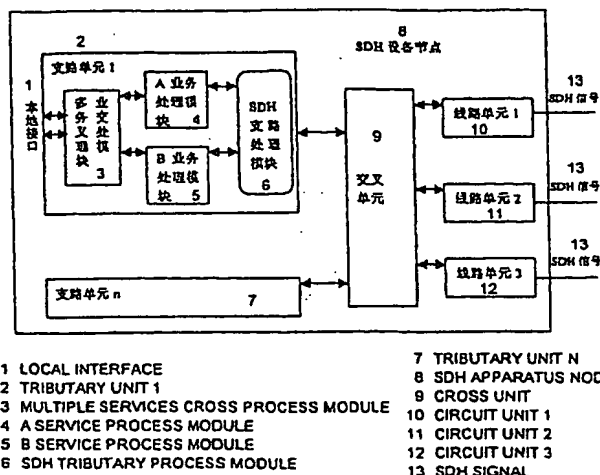 8
SDH 设备节点
2
支路单元 1
1
本地接口
多业务交叉处理模块
3
A 业务处理模块
4
B 业务处理模块
5
SDH
支路
处理
模块
6
9
交叉
单元
线路单元 1
10
13
SDH 信号
线路单元 2
11
13
SDH 信号
线路单元 3
12
13
SDH 信号
支路单元 n
7
1 LOCAL INTERFACE
2 TRIBUTARY UNIT 1
3 MULTIPLE SERVICES CROSS PROCESS MODULE
4 A SERVICE PROCESS MODULE
5 B SERVICE PROCESS MODULE
6 SDH TRIBUTARY PROCESS MODULE
7 TRIBUTARY UNIT N
8 SDH APPARATUS NOD
9 CROSS UNIT
10 CIRCUIT UNIT 1
11 CIRCUIT UNIT 2
12 CIRCUIT UNIT 3
13 SDH SIGNAL